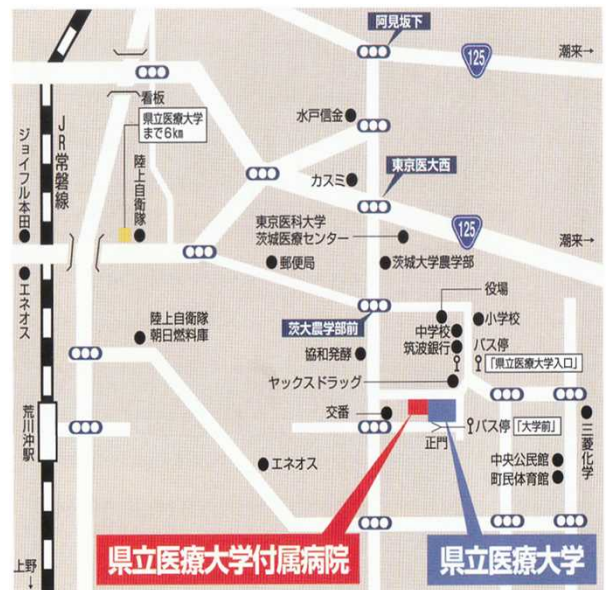 阿見坂下
125
潮来→
看板
県立医療大学
まで6km
水戸信金
JR常磐線
ジョイフル本田
陸上自衛隊
カスミ
東京医大西
東京医科大学
茨城医療センター
125
潮来→
郵便局
茨城大学農学部
エネオス
役場
陸上自衛隊
朝日燃料庫
茨大農学部前
小学校
中学校
筑波銀行
バス停
「県立医療大学入口」
協和発酵
ヤックスドラッグ
荒川沖駅
交番
バス停「大学前」
正門
三菱化学
エネオス
中央公民館
町民体育館
県立医療大学付属病院
県立医療大学
上野
↓